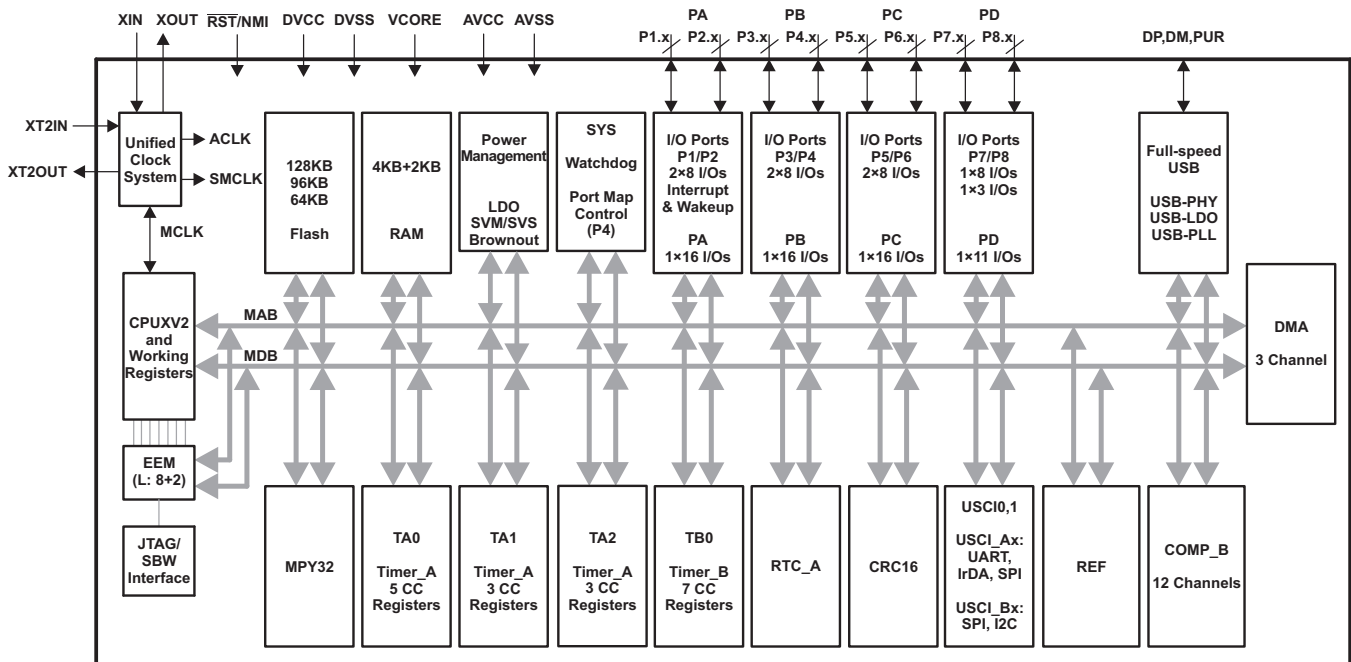 XIN
XOUT
RST/NMI
DVCC
DVSS
VCORE
AVCC
AVSS
PA
P1.x
P2.x
PB
P3.x
P4.x
PC
P5.x
P6.x
PD
P7.x
P8.x
DP,DM,PUR
XT2IN
XT2OUT
Unified
Clock
System
ACLK
SMCLK
MCLK
128KB
96KB
64KB
Flash
4KB+2KB
RAM
Power
Management
LDO
SVM/SVS
Brownout
SYS
Watchdog
Port Map
Control
(P4)
I/O Ports
P1/P2
2×8 I/Os
Interrupt
& Wakeup
PA
1×16 I/Os
I/O Ports
P3/P4
2×8 I/Os
PB
1×16 I/Os
I/O Ports
P5/P6
2×8 I/Os
PC
1×16 I/Os
I/O Ports
P7/P8
1×8 I/Os
1×3 I/Os
PD
1×11 I/Os
Full-speed
USB
USB-PHY
USB-LDO
USB-PLL
CPUXV2
and
Working
Registers
MAB
MDB
DMA
3 Channel
EEM
(L: 8+2)
JTAG/
SBW
Interface
MPY32
TA0
Timer_A
5 CC
Registers
TA1
Timer_A
3 CC
Registers
TA2
Timer_A
3 CC
Registers
TB0
Timer_B
7 CC
Registers
RTC_A
CRC16
USCI0,1
USCI_Ax:
UART,
IrDA, SPI
USCI_Bx:
SPI, I2C
REF
COMP_B
12 Channels